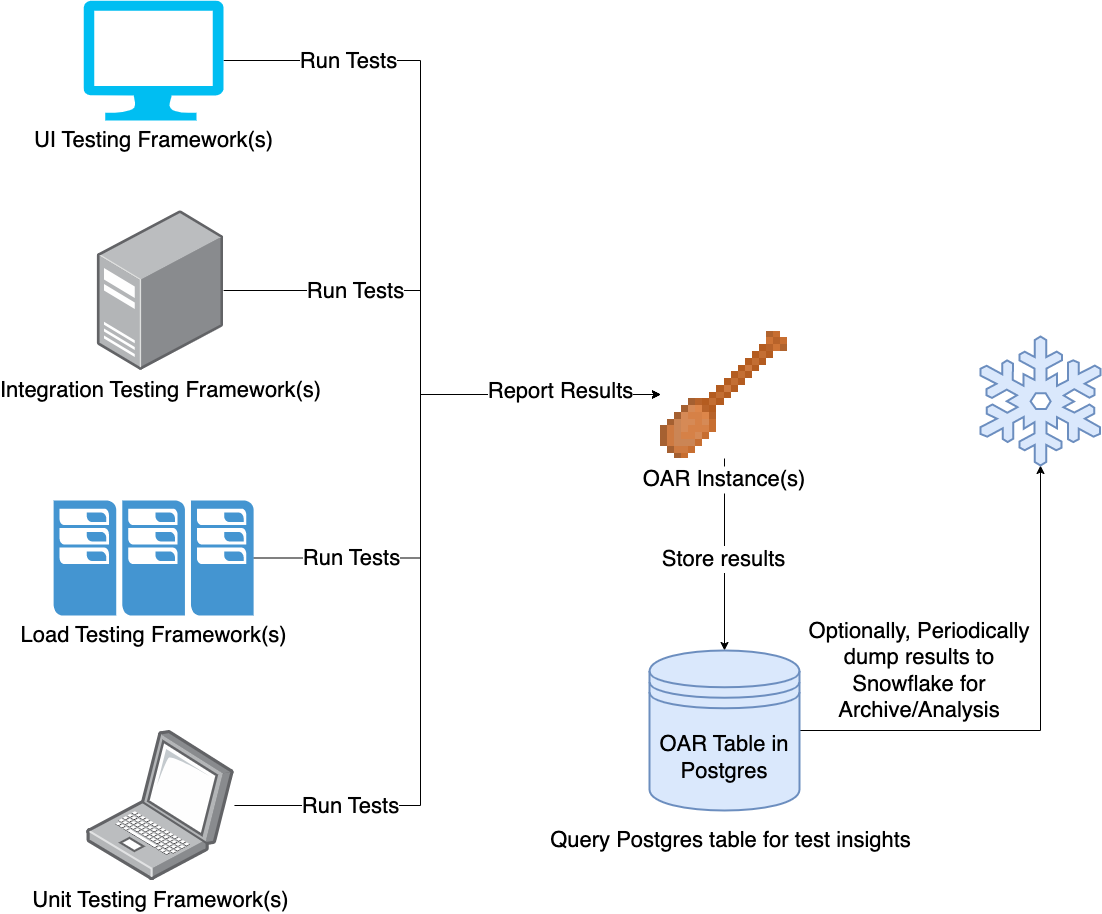 Run Tests
UI Testing Framework(s)
Run Tests
Integration Testing Framework(s)
Report Results
OAR Instance(s)
Run Tests
Store results
Load Testing Framework(s)
Optionally, Periodically
dump results to
Snowflake for
Archive/Analysis
OAR Table in
Postgres
Run Tests
Query Postgres table for test insights
Unit Testing Framework(s)